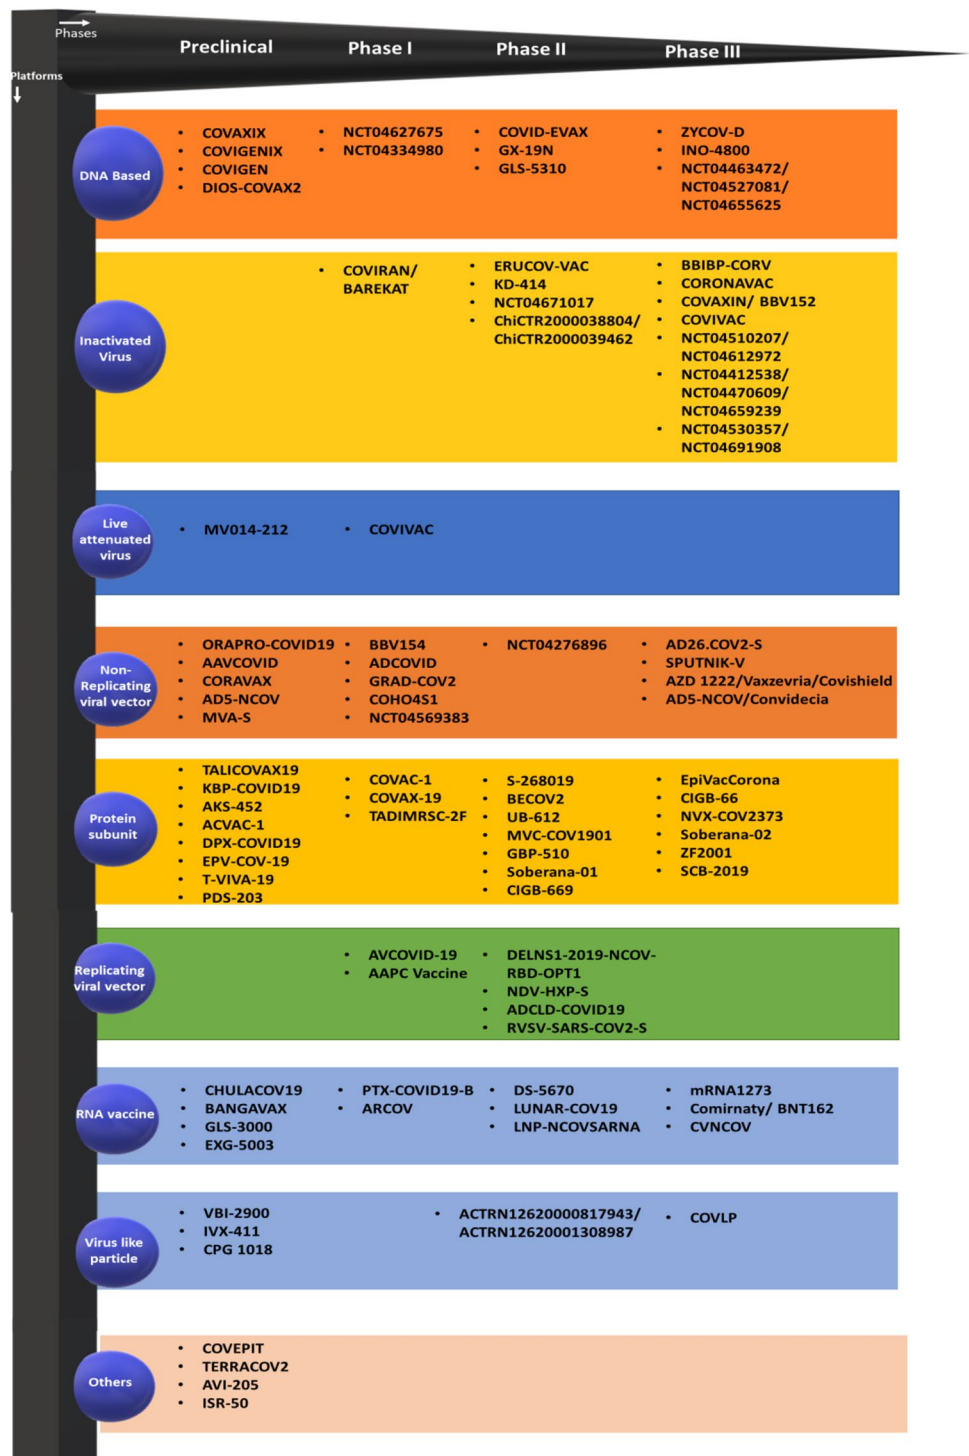 Phases
Platforms
Preclinical
Phase I
Phase II
Phase III
DNA Based
• COVAXIX
• COVIGENIX
• COVIGEN
• DIOS-COVAX2
• NCT04627675
• NCT04334980
• COVID-EVAX
• GX-19N
• GLS-5310
• ZYCOV-D
• INO-4800
• NCT04463472/
NCT04527081/
NCT04655625
Inactivated
Virus
• COVIRAN/
BAREKAT
• ERUCOV-VAC
• KD-414
• NCT04671017
• ChiCTR2000038804/
ChiCTR2000039462
• BBIBP-CORV
• CORONAVAC
• COVAXIN/ BBV152
• COVIVAC
• NCT04510207/
NCT04612972
• NCT04412538/
NCT04470609/
NCT04659239
• NCT04530357/
NCT04691908
Live
attenuated
virus
• MV014-212
• COVIVAC
Non-
Replicating
viral vector
• ORAPRO-COVID19
• AAVCOVID
• CORAVAX
• AD5-NCOV
• MVA-S
• BBV154
• ADCOVID
• GRAD-COV2
• COHO4S1
• NCT04569383
• NCT04276896
• AD26.COV2-S
• SPUTNIK-V
• AZD 1222/Vaxzevria/Covishield
• AD5-NCOV/Convidecia
Protein
subunit
• TALICOVAX19
• KBP-COVID19
• AKS-452
• ACVAC-1
• DPX-COVID19
• EPV-COV-19
• T-VIVA-19
• PDS-203
• COVAC-1
• COVAX-19
• TADIMRSC-2F
• S-268019
• BECOV2
• UB-612
• MVC-COV1901
• GBP-510
• Soberana-01
• CIGB-669
• EpiVacCorona
• CIGB-66
• NVX-COV2373
• Soberana-02
• ZF2001
• SCB-2019
Replicating
viral vector
• AVCOVID-19
• AAPC Vaccine
• DELNS1-2019-NCOV-
RBD-OPT1
• NDV-HXP-S
• ADCLD-COVID19
• RVSV-SARS-COV2-S
RNA vaccine
• CHULACOV19
• BANGAVAX
• GLS-3000
• EXG-5003
• PTX-COVID19-B
• ARCOV
• DS-5670
• LUNAR-COV19
• LNP-NCOVSARNA
• mRNA1273
• Comirnaty/ BNT162
• CVNCOV
Virus like
particle
• VBI-2900
• IVX-411
• CPG 1018
• ACTRN12620000817943/
ACTRN12620001308987
• COVLP
Others
• COVEPIT
• TERRACOV2
• AVI-205
• ISR-50